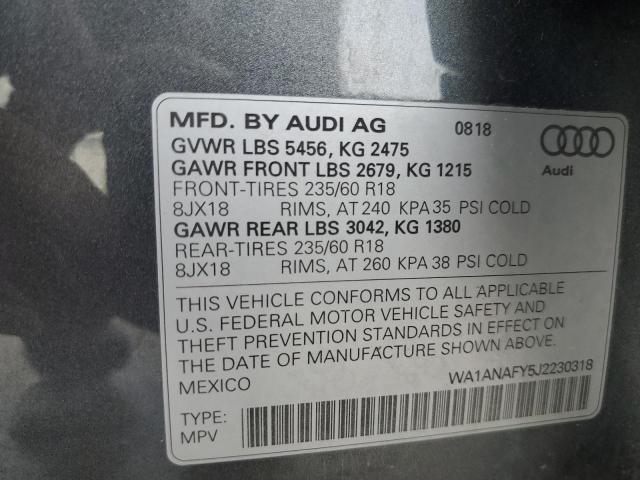 MFD. BY AUDI AG 0818
GVWR LBS 5456, KG 2475
GAWR FRONT LBS 2679, KG 1215
Audi
FRONT-TIRES 235/60 R18
8JX18 RIMS, AT 240 KPA 35 PSI COLD
GAWR REAR LBS 3042, KG 1380
REAR-TIRES 235/60 R18
8JX18 RIMS, AT 260 KPA 38 PSI COLD
THIS VEHICLE CONFORMS TO ALL APPLICABLE
U.S. FEDERAL MOTOR VEHICLE SAFETY AND
THEFT PREVENTION STANDARDS IN EFFECT ON
THE DATE OF MANUFACTURE SHOWN ABOVE.
MEXICO WA1ANAFY5J2230318
TYPE:
MPV